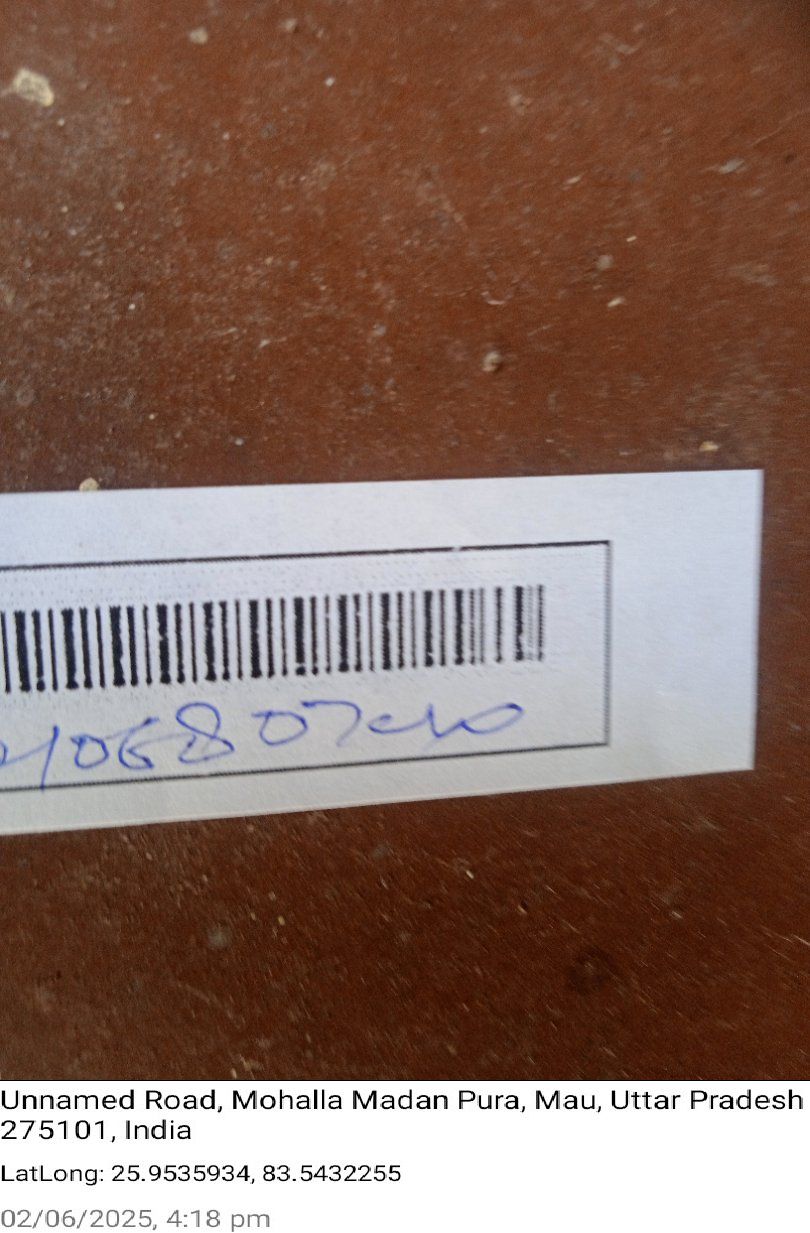 Unnamed Road, Mohalla Madan Pura, Mau, Uttar Pradesh
275101, India
LatLong: 25.9535934, 83.5432255
02/06/2025, 4:18 pm